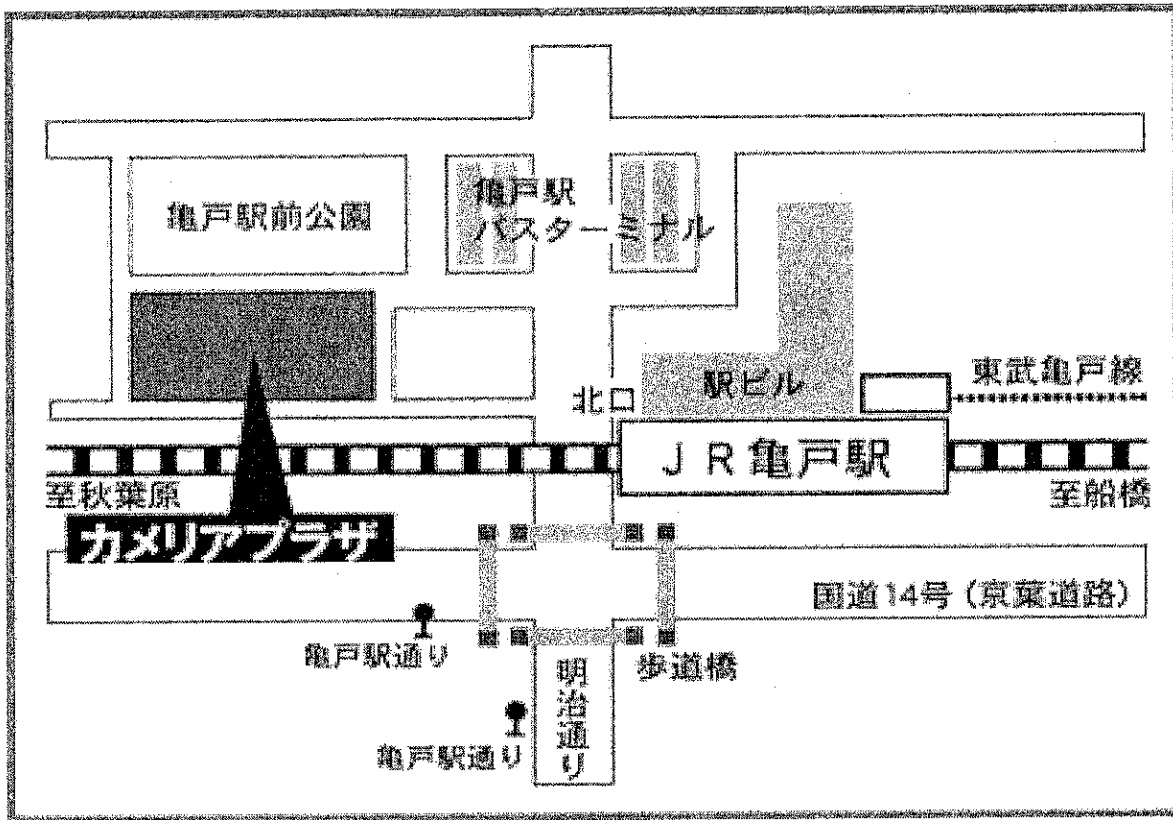 亀戸駅前公園
亀戸駅
バスターミナル
北口
駅ビル
東武亀戸線
JR亀戸駅
至秋葉原
至船橋
カメリアプラザ
国道14号(京葉道路)
亀戸駅通り
歩道橋
明治通り
亀戸駅通り